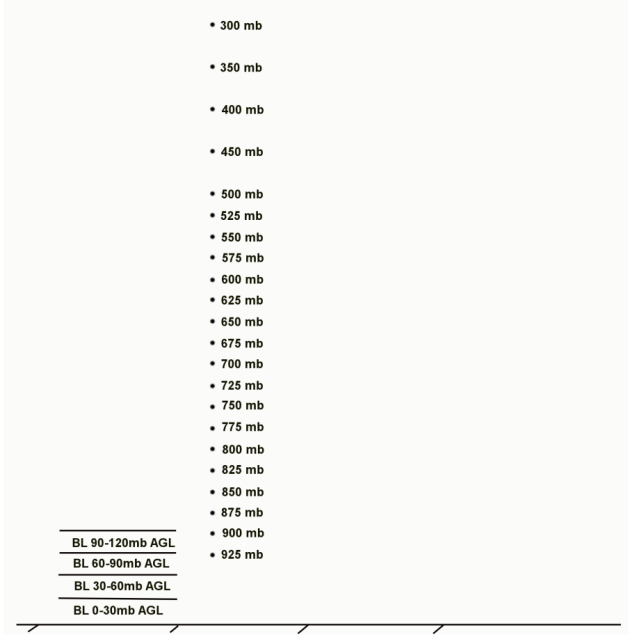 300 mb
350 mb
400 mb
450 mb
500 mb
525 mb
550 mb
575 mb
600 mb
625 mb
650 mb
675 mb
700 mb
725 mb
750 mb
775 mb
800 mb
825 mb
850 mb
875 mb
900 mb
925 mb
BL 90-120mb AGL
BL 60-90mb AGL
BL 30-60mb AGL
BL 0-30mb AGL